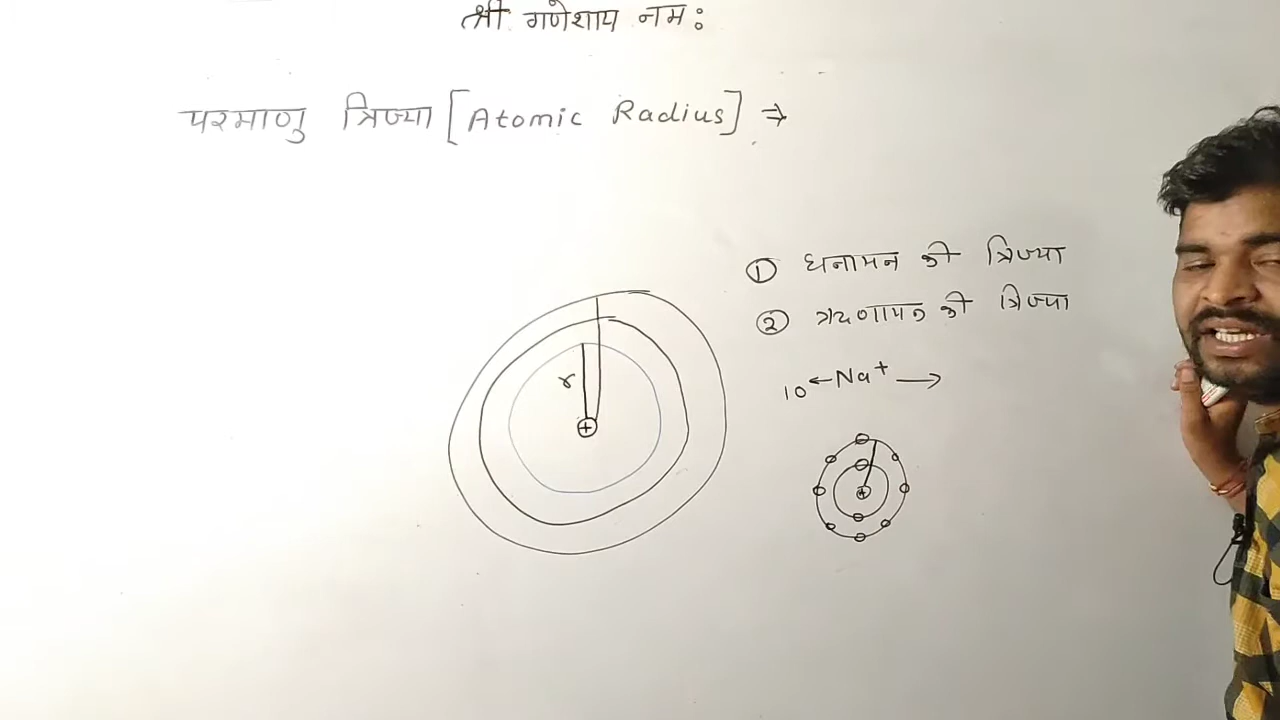 श्री गणेशाय नमः
परमाणु त्रिज्या [Atomic Radius] ⇒
① धनायन की त्रिज्या
② ऋणायन की त्रिज्या
10 ← Na⁺ →
r
+
+